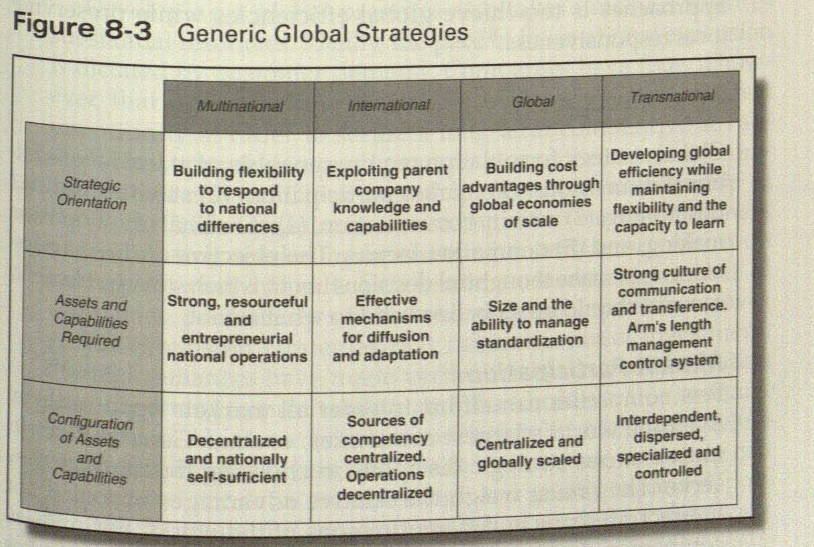 Figure 8-3 Generic Global Strategies
Multinational
International
Global
Transnational
Strategic
Orientation
Building flexibility
to respond
to national
differences
Exploiting parent
company
knowledge and
capabilities
Building cost
advantages through
global economies
of scale
Developing global
efficiency while
maintaining
flexibility and the
capacity to learn
Assets and
Capabilities
Required
Strong, resourceful
and
entrepreneurial
national operations
Effective
mechanisms
for diffusion
and adaptation
Size and the
ability to manage
standardization
Strong culture of
communication
and transference.
Arm's length
management
control system
Configuration
of Assets
and
Capabilities
Decentralized
and nationally
self-sufficient
Sources of
competency
centralized.
Operations
decentralized
Centralized and
globally scaled
Interdependent,
dispersed,
specialized and
controlled